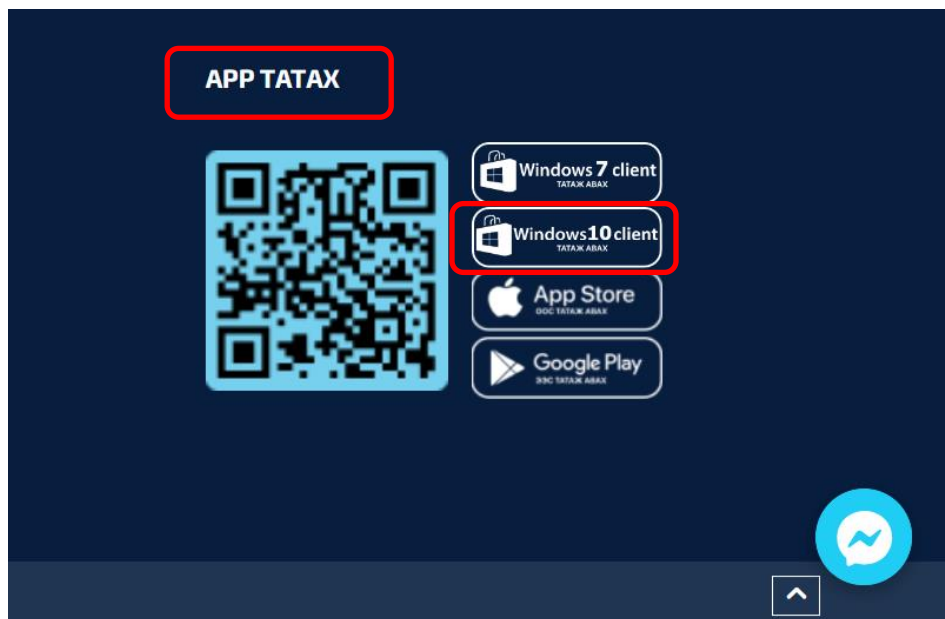 АPP ТАТАХ
Windows 7 client
ТАТАЖ АВАХ
Windows10 client
ТАТАЖ АВАХ
App Store
ООС ТАТАЖ АВАХ
Google Play
ЭЭС ТАТАЖ АВАХ